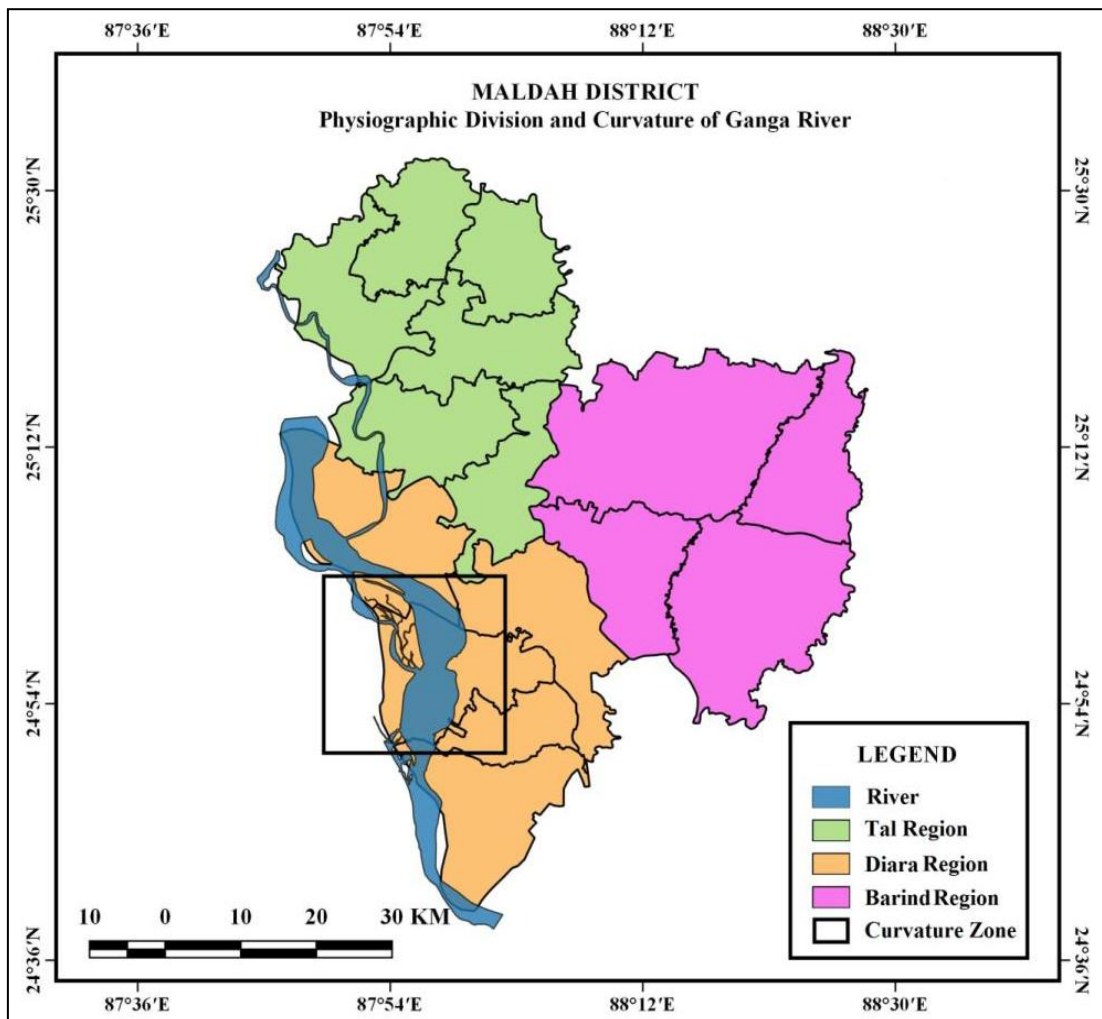 87°36'E 87°54'E 88°12'E 88°30'E
MALDAH DISTRICT
Physiographic Division and Curvature of Ganga River
25°30'N 25°30'N
25°12'N 25°12'N
24°54'N 24°54'N
LEGEND
River
Tal Region
Diara Region
Barind Region
Curvature Zone
10 0 10 20 30 KM
24°36'N 24°36'N
87°36'E 87°54'E 88°12'E 88°30'E